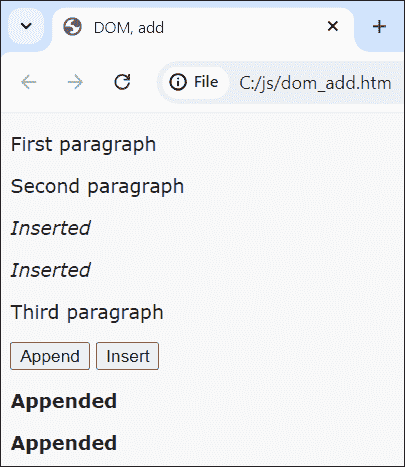 DOM, add
File C:/js/dom_add.htm
First paragraph
Second paragraph
Inserted
Inserted
Third paragraph
Append Insert
Appended
Appended